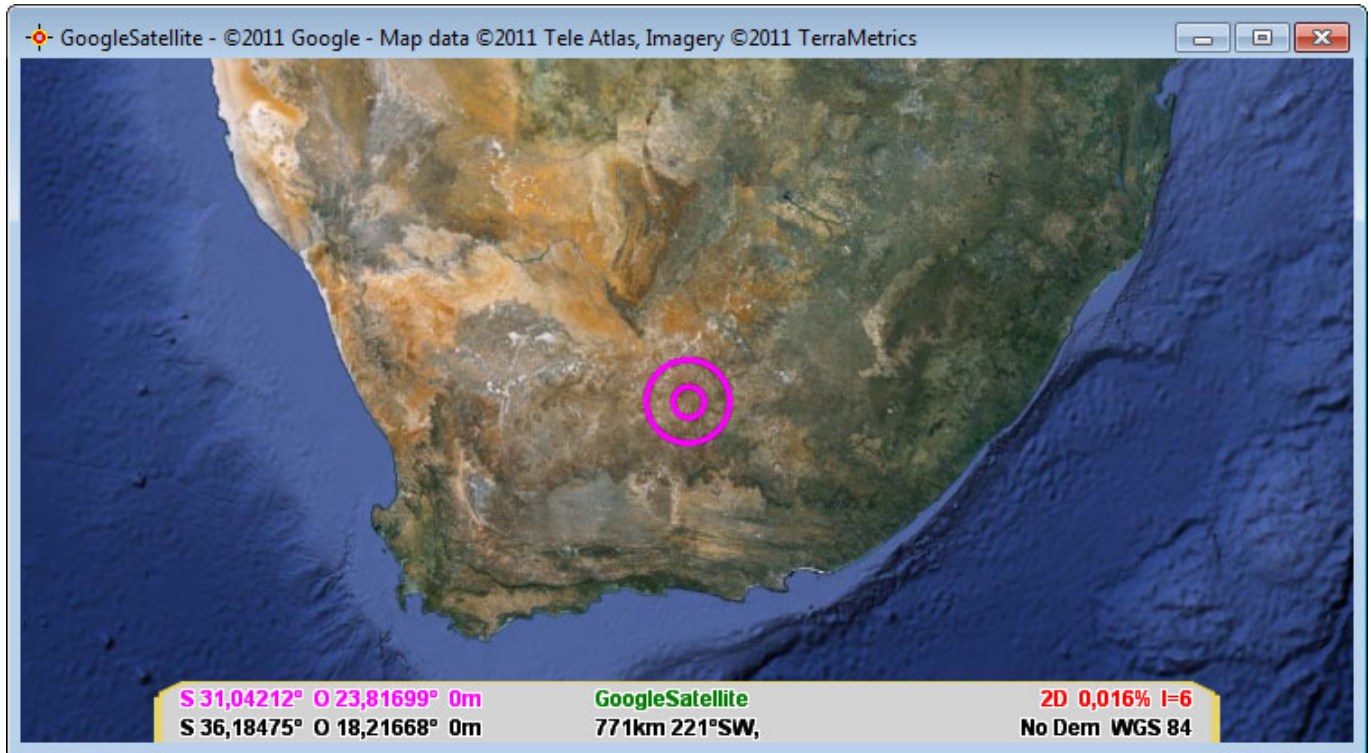 GoogleSatellite - ©2011 Google - Map data ©2011 Tele Atlas, Imagery ©2011 TerraMetrics
S 31,04212° O 23,81699° 0m GoogleSatellite 2D 0,016% I=6
S 36,18475° O 18,21668° 0m 771km 221°SW, No Dem WGS 84